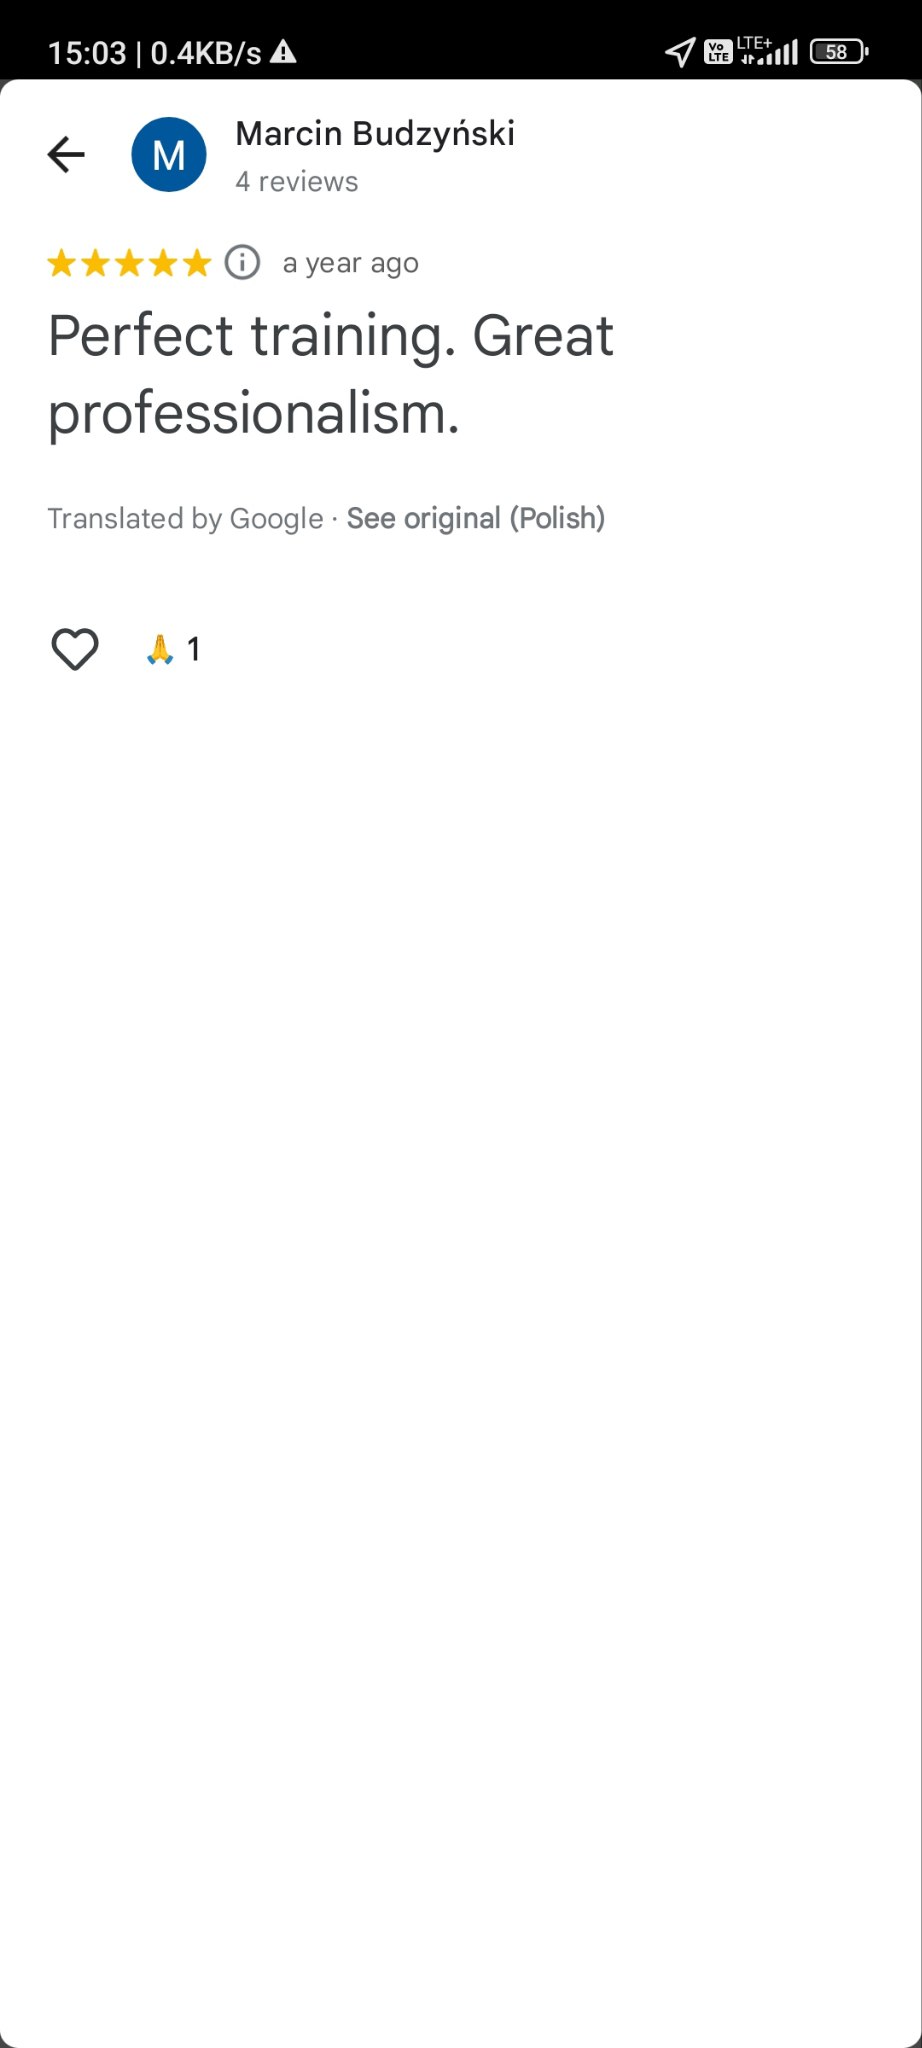 15:03 | 0.4KB/s
Vo LTE LTE+ 58
M
Marcin Budzyński
4 reviews
a year ago
Perfect training. Great
professionalism.
Translated by Google · See original (Polish)
🙏 1